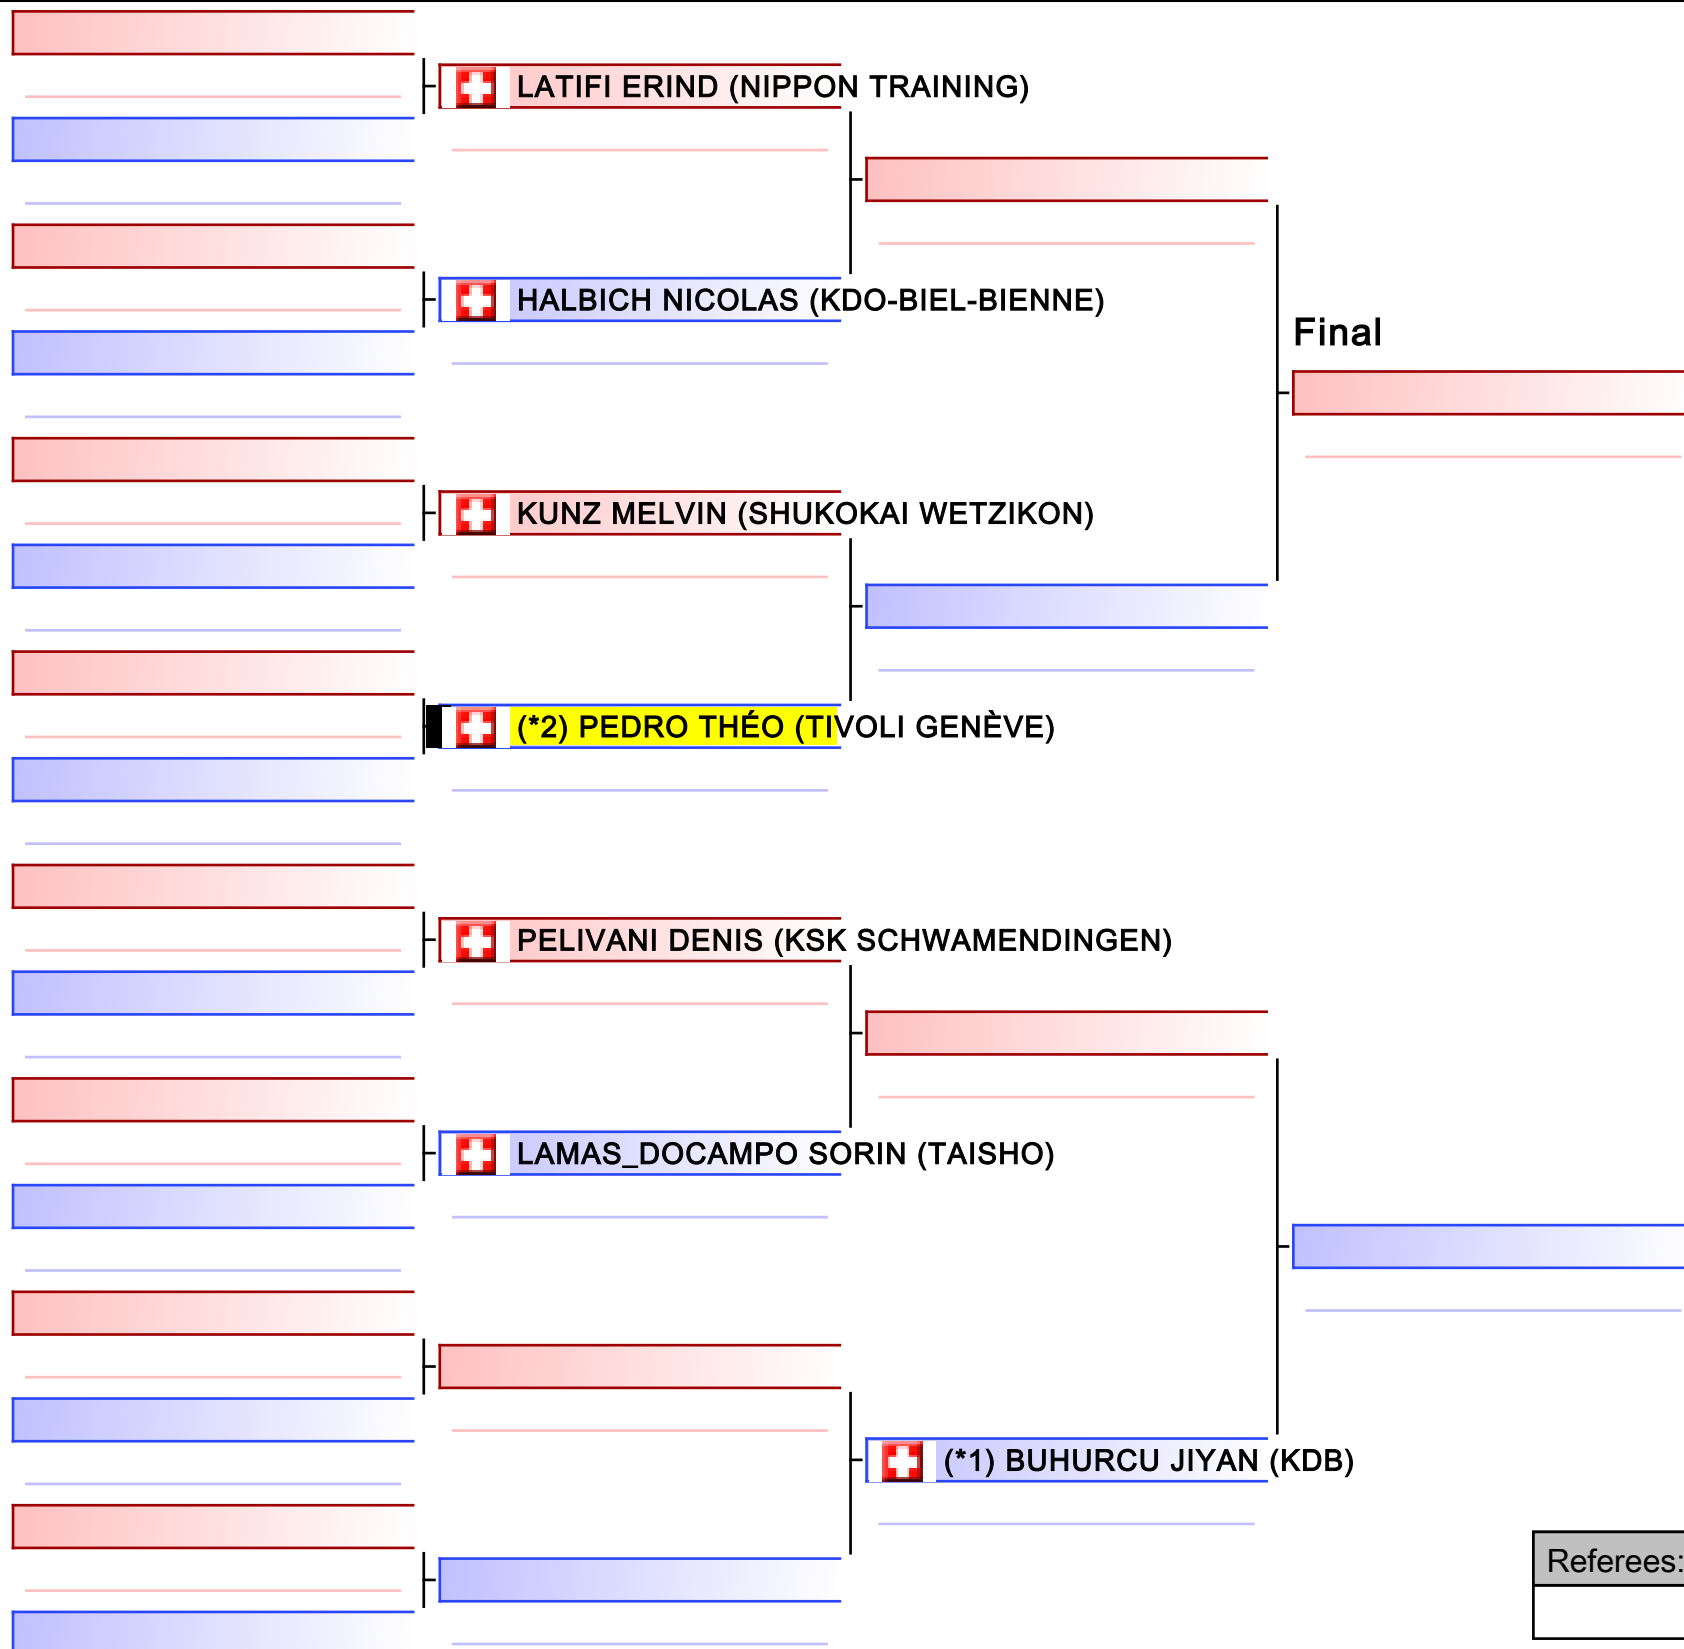 LATIFI ERIND (NIPPON TRAINING)
HALBICH NICOLAS (KDO-BIEL-BIENNE)
Final
KUNZ MELVIN (SHUKOKAI WETZIKON)
(*2) PEDRO THÉO (TIVOLI GENÈVE)
PELIVANI DENIS (KSK SCHWAMENDINGEN)
LAMAS_DOCAMPO SORIN (TAISHO)
(*1) BUHURCU JIYAN (KDB)
Referees: